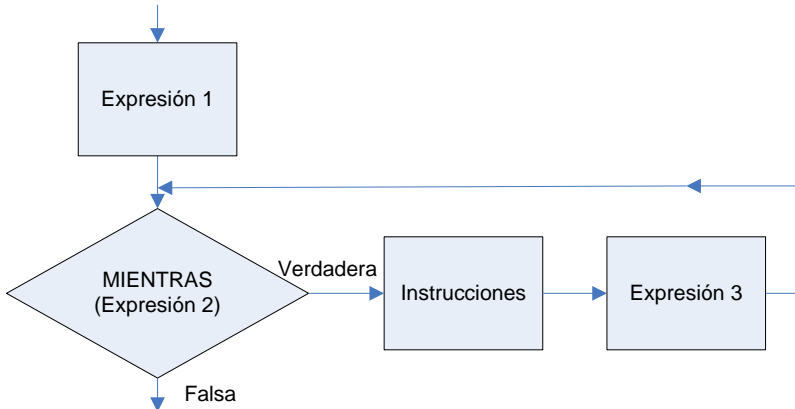 Expresión 1
MIENTRAS
(Expresión 2)
Verdadera
Instrucciones
Expresión 3
Falsa